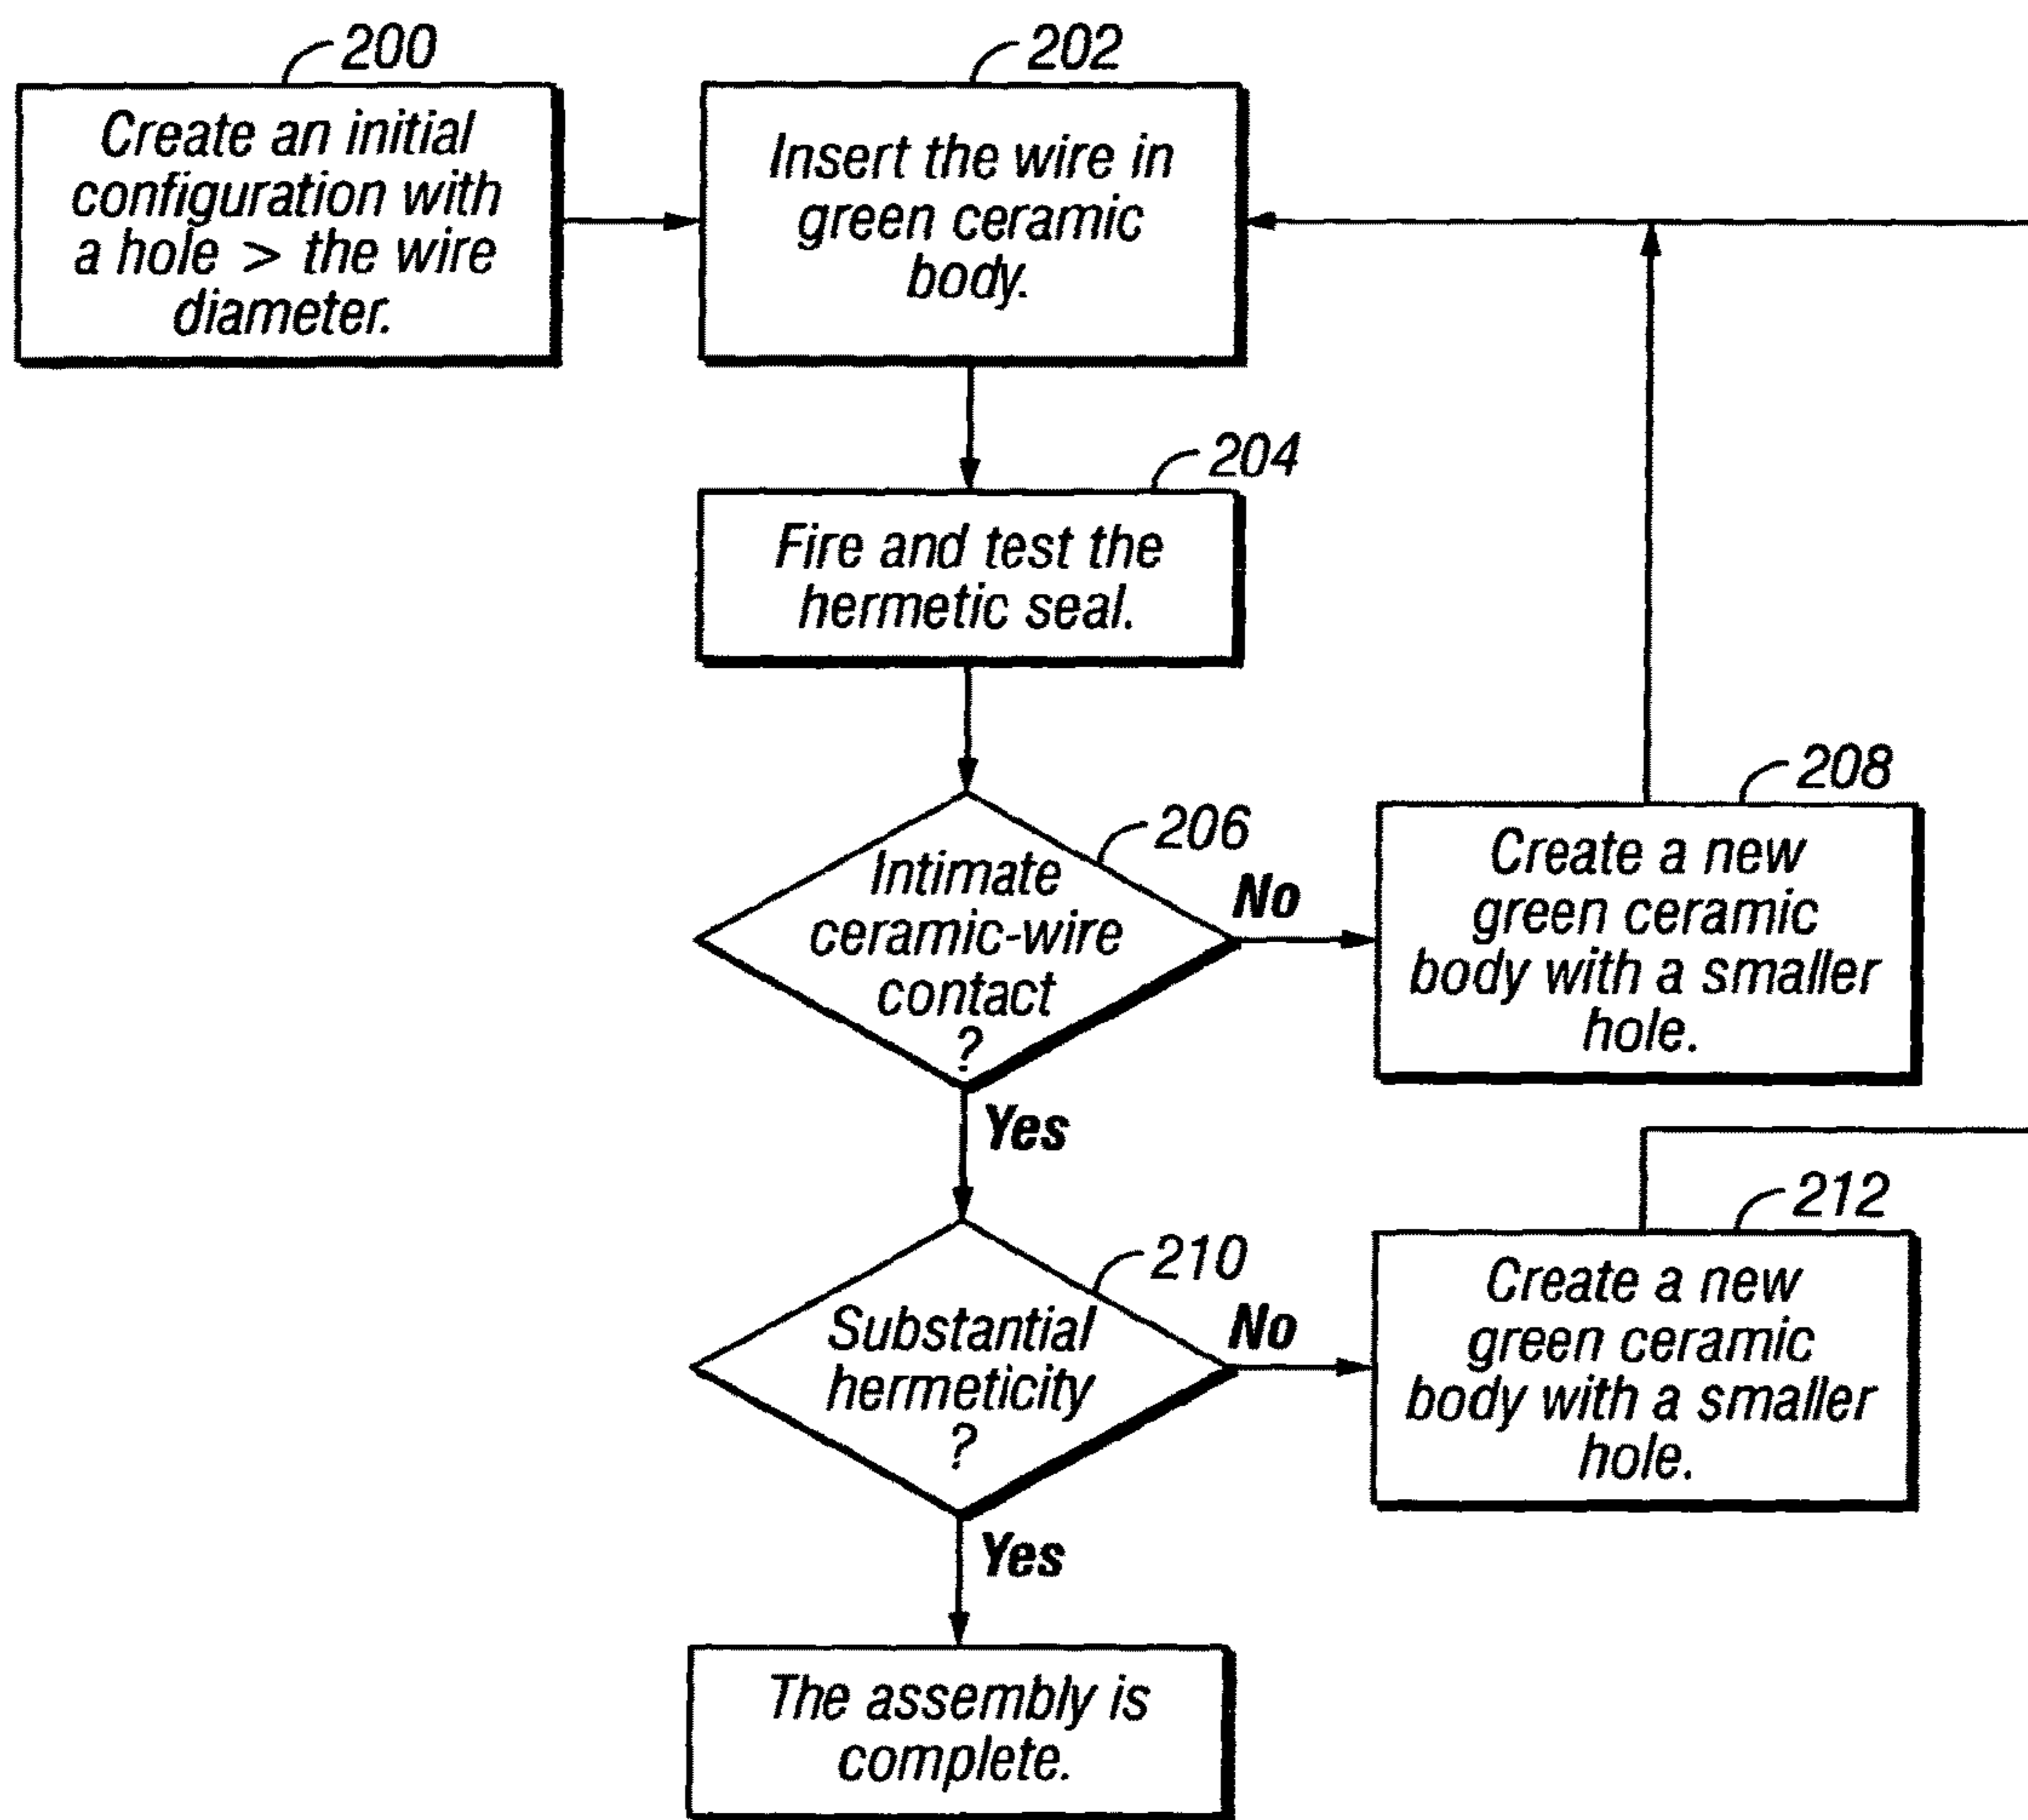 200
Create an initial
configuration with
a hole > the wire
diameter.
202
Insert the wire in
green ceramic
body.
204
Fire and test the
hermetic seal.
206
Intimate
ceramic-wire
contact
?
No
208
Create a new
green ceramic
body with a smaller
hole.
Yes
210
Substantial
hermeticity
?
No
212
Create a new
green ceramic
body with a smaller
hole.
Yes
The assembly is
complete.